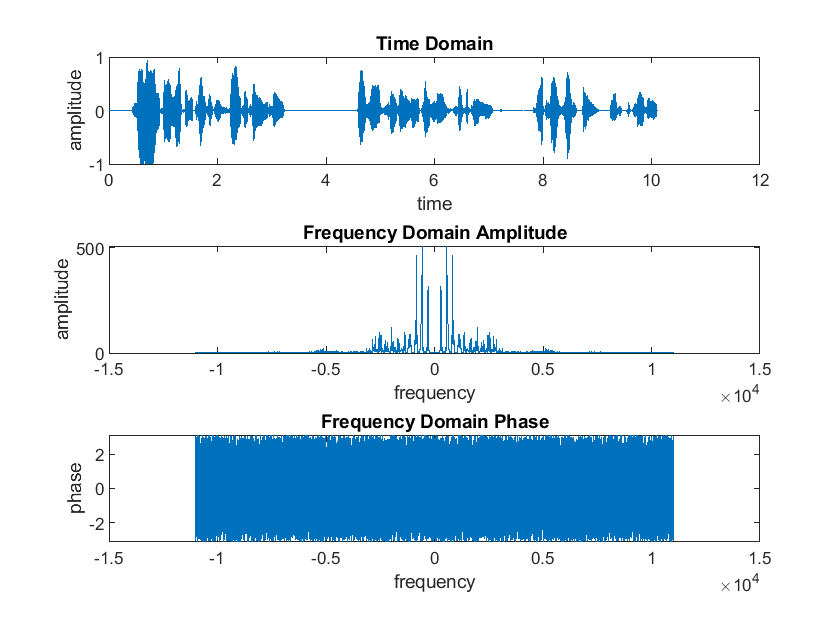 Time Domain
1
0
-1
amplitude
0 2 4 6 8 10 12
time
Frequency Domain Amplitude
500
0
amplitude
-1.5 -1 -0.5 0 0.5 1 1.5
frequency
×10^4
Frequency Domain Phase
2
0
-2
phase
-1.5 -1 -0.5 0 0.5 1 1.5
frequency
×10^4